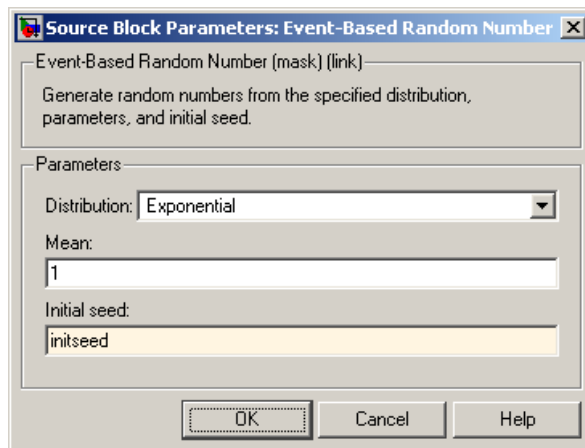 Source Block Parameters: Event-Based Random Number
Event-Based Random Number (mask) (link)
Generate random numbers from the specified distribution,
parameters, and initial seed.
Parameters
Distribution: Exponential
Mean:
1
Initial seed:
initseed
OK Cancel Help